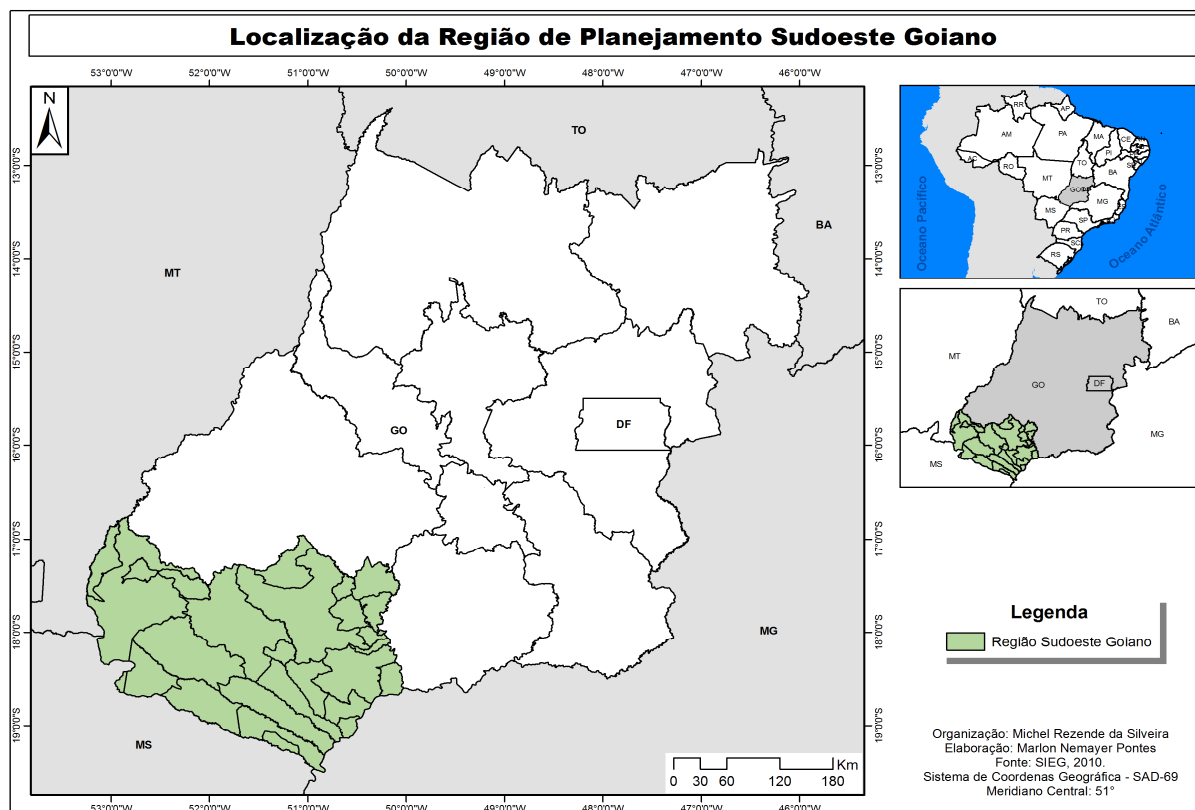 Localização da Região de Planejamento Sudoeste Goiano
53°0'0"W 52°0'0"W 51°0'0"W 50°0'0"W 49°0'0"W 48°0'0"W 47°0'0"W 46°0'0"W
N
TO
BA
MT
GO
DF
MG
MS
13°0'0"S
14°0'0"S
15°0'0"S
16°0'0"S
17°0'0"S
18°0'0"S
19°0'0"S
13°0'0"S
14°0'0"S
15°0'0"S
16°0'0"S
17°0'0"S
18°0'0"S
19°0'0"S
Km
0 30 60 120 180
53°0'0"W 52°0'0"W 51°0'0"W 50°0'0"W 49°0'0"W 48°0'0"W 47°0'0"W 46°0'0"W
RR
AP
AM
PA
MA
CE
PI
AC
RO
TO
MT
BA
GO
MG
MS
SP
PR
SC
RS
Oceano Pacífico
Oceano Atlântico
TO
BA
MT
GO
DF
MG
MS
Legenda
Região Sudoeste Goiano
Organização: Michel Rezende da Silveira
Elaboração: Marlon Nemayer Pontes
Fonte: SIEG, 2010.
Sistema de Coordenas Geográfica - SAD-69
Meridiano Central: 51°